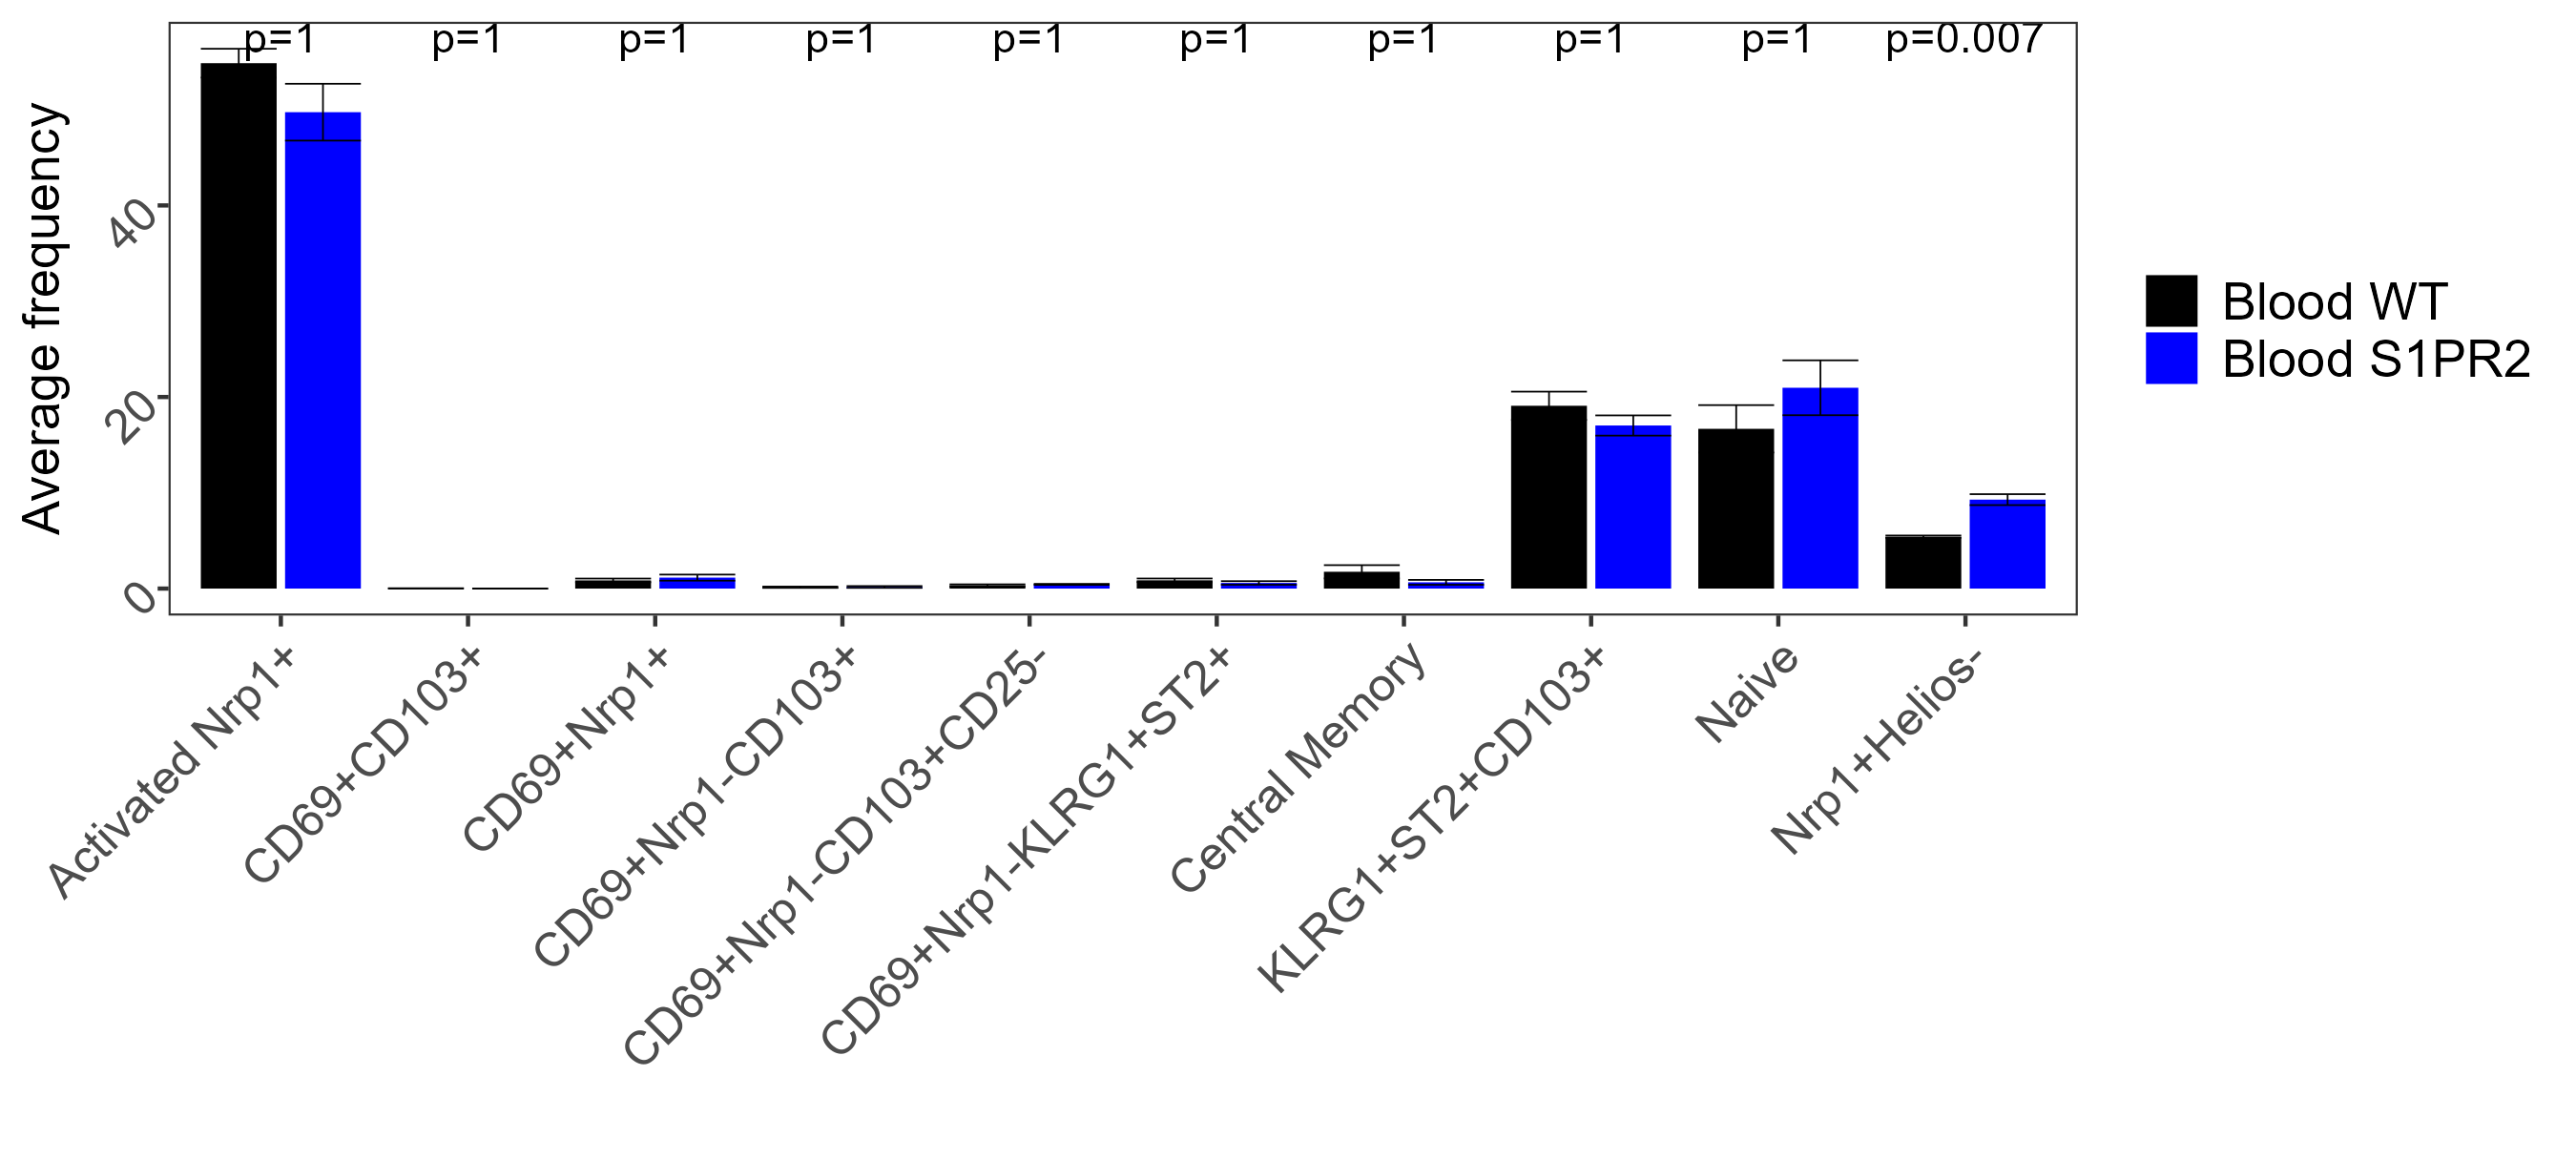 p=1 p=1 p=1 p=1 p=1 p=1 p=1 p=1 p=1 p=0.007
Average frequency
40
20
0
Blood WT
Blood S1PR2
Activated Nrp1+
CD69+CD103+
CD69+Nrp1+
CD69+Nrp1-CD103+
CD69+Nrp1-CD103+CD25-
CD69+Nrp1-KLRG1+ST2+
Central Memory
KLRG1+ST2+CD103+
Naive
Nrp1+Helios-